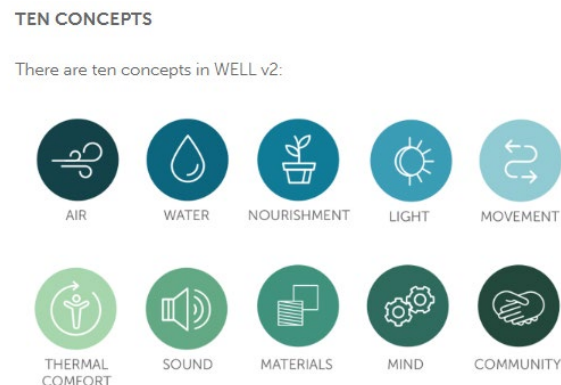 TEN CONCEPTS
There are ten concepts in WELL v2:
AIR
WATER
NOURISHMENT
LIGHT
MOVEMENT
THERMAL
COMFORT
SOUND
MATERIALS
MIND
COMMUNITY